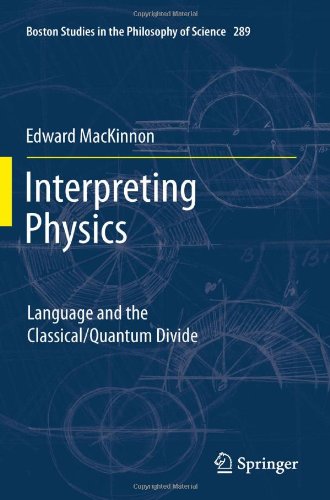 Boston Studies in the Philosophy of Science 289
Edward MacKinnon
Interpreting
Physics
Language and the
Classical/Quantum Divide
Springer